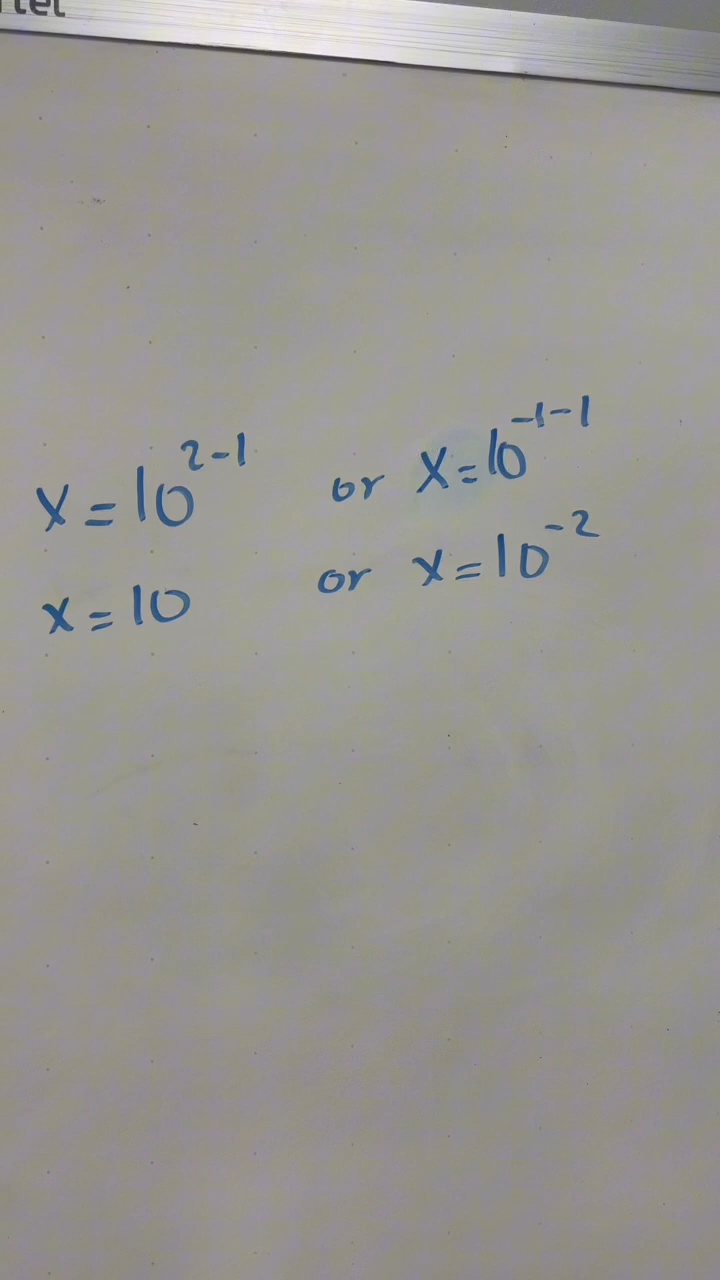 x = 10^{2-1} or x = 10^{-1-1}
x = 10 or x = 10^{-2}